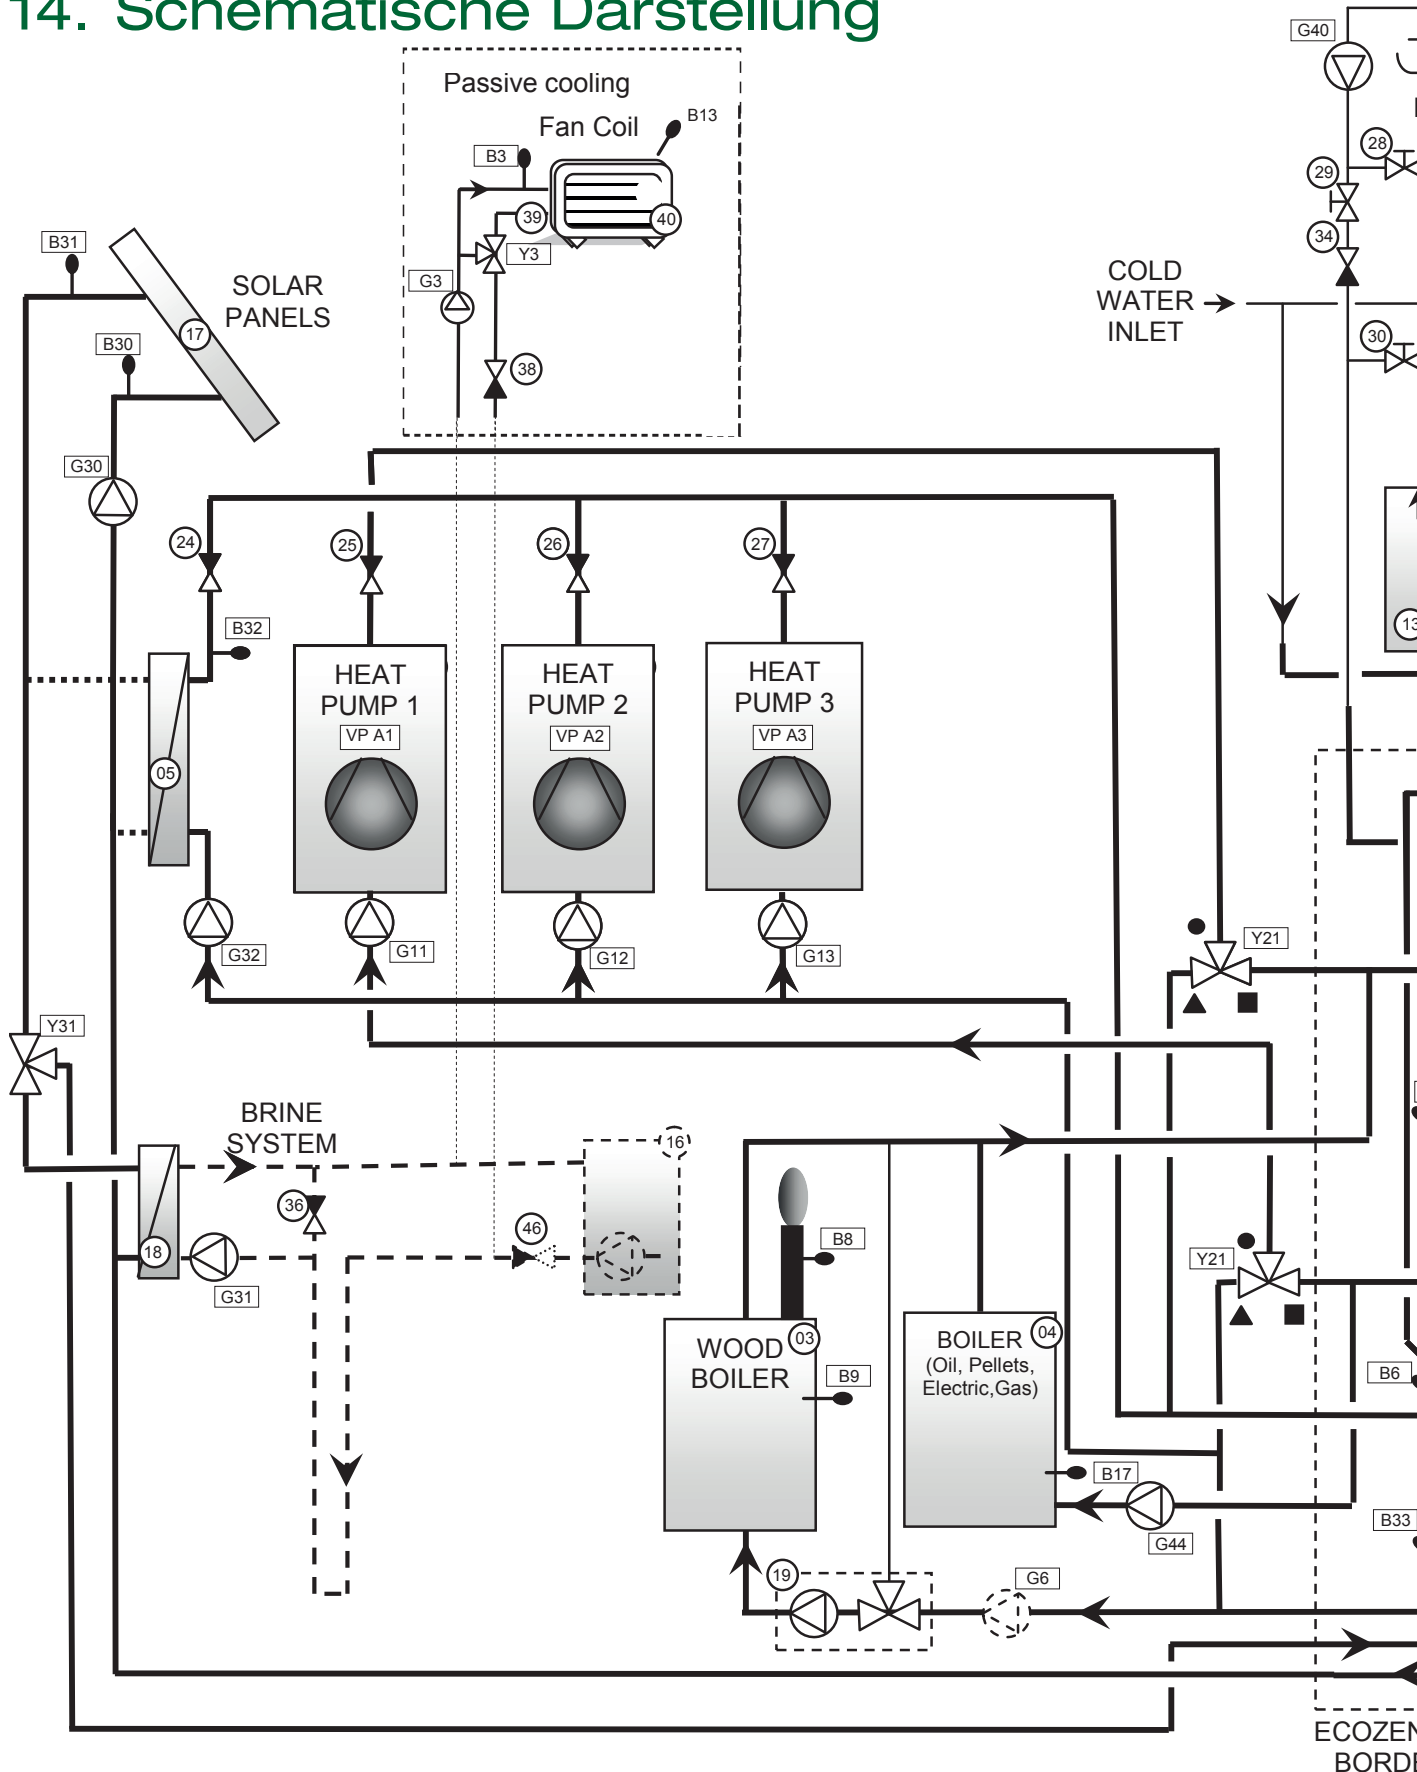 14. Schematische Darstellung
G40
Passive cooling
Fan Coil
B13
B3
28
29
39
40
Y3
34
B31
G3
SOLAR
PANELS
COLD
WATER
INLET
17
B30
38
30
G30
24
25
26
27
B32
13
HEAT
PUMP 1
VP A1
HEAT
PUMP 2
VP A2
HEAT
PUMP 3
VP A3
05
G32
G11
G12
G13
Y21
Y31
BRINE
SYSTEM
16
36
46
18
B8
Y21
G31
WOOD
BOILER
03
BOILER
(Oil, Pellets,
Electric,Gas)
04
B9
B6
B17
B33
G44
19
G6
ECOZEN
BORDE